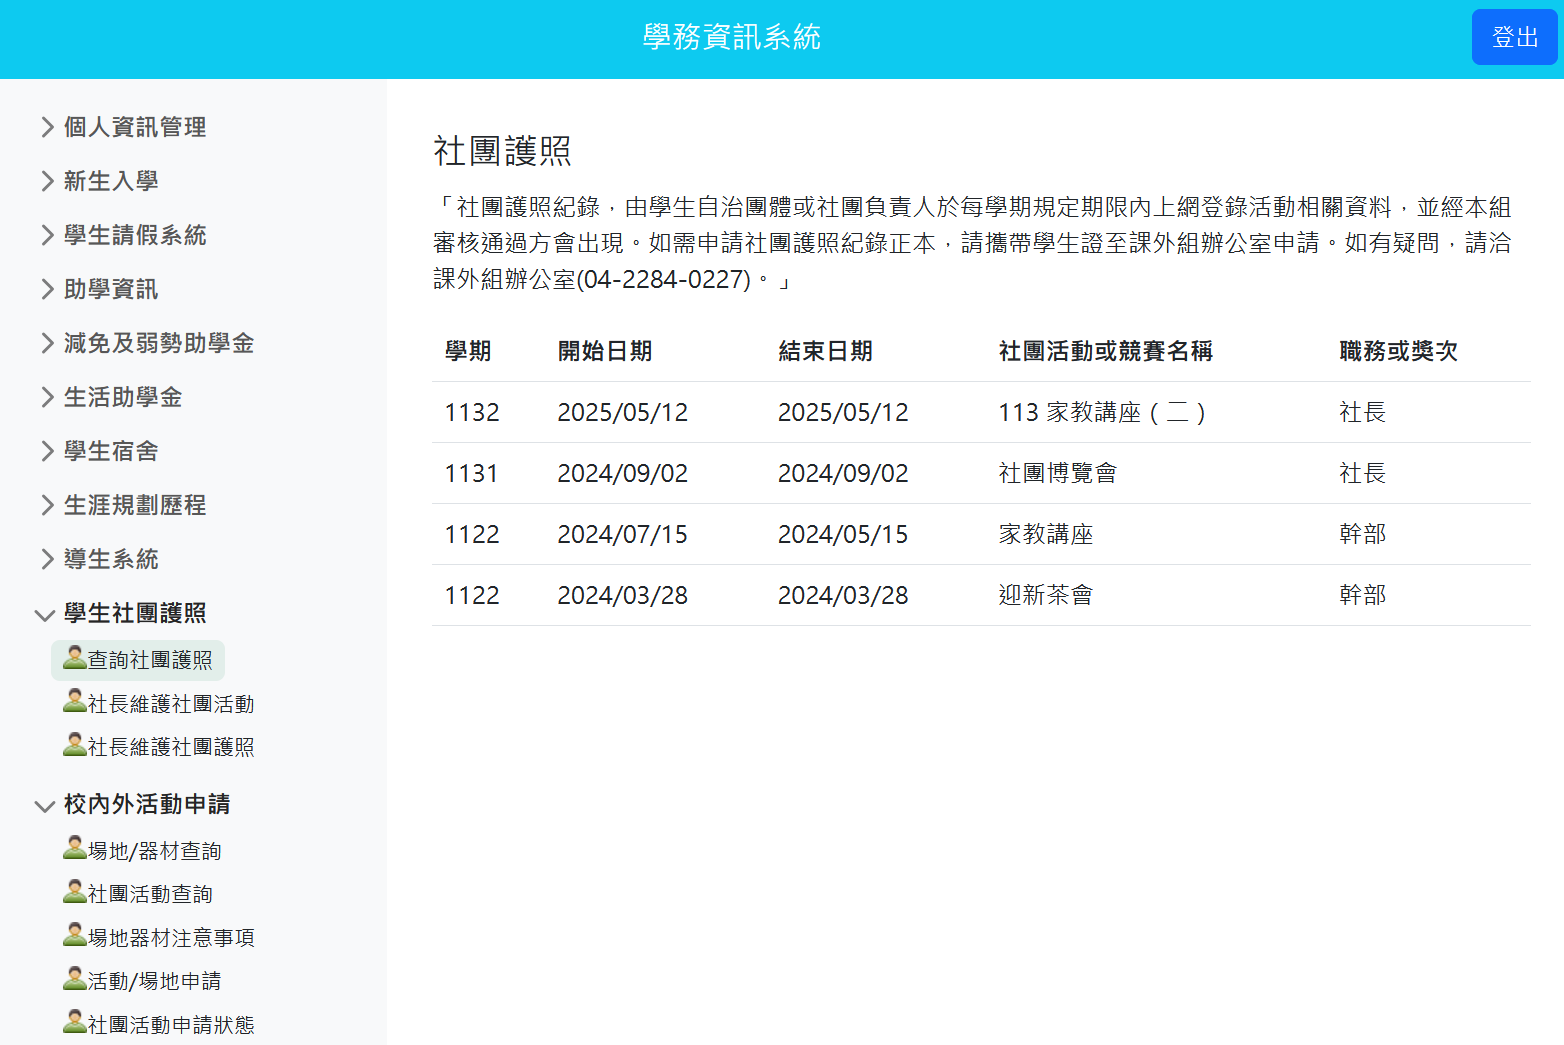 學務資訊系統
登出
個人資訊管理
新生入學
學生請假系統
助學資訊
減免及弱勢助學金
生活助學金
學生宿舍
生涯規劃歷程
導生系統
學生社團護照
查詢社團護照
社長維護社團活動
社長維護社團護照
校內外活動申請
場地/器材查詢
社團活動查詢
場地器材注意事項
活動/場地申請
社團活動申請狀態
社團護照
「社團護照紀錄，由學生自治團體或社團負責人於每學期規定期限內上網登錄活動相關資料，並經本組
審核通過方會出現。如需申請社團護照紀錄正本，請攜帶學生證至課外組辦公室申請。如有疑問，請洽
課外組辦公室(04-2284-0227)。」
學期 開始日期 結束日期 社團活動或競賽名稱 職務或獎次
1132 2025/05/12 2025/05/12 113 家教講座（二） 社長
1131 2024/09/02 2024/09/02 社團博覽會 社長
1122 2024/07/15 2024/05/15 家教講座 幹部
1122 2024/03/28 2024/03/28 迎新茶會 幹部